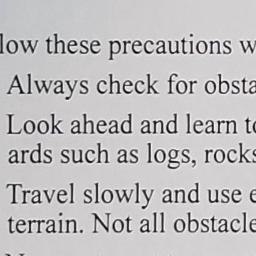 low these precautions w
Always check for obsta
Look ahead and learn to
ards such as logs, rocks
Travel slowly and use e
terrain. Not all obstacle